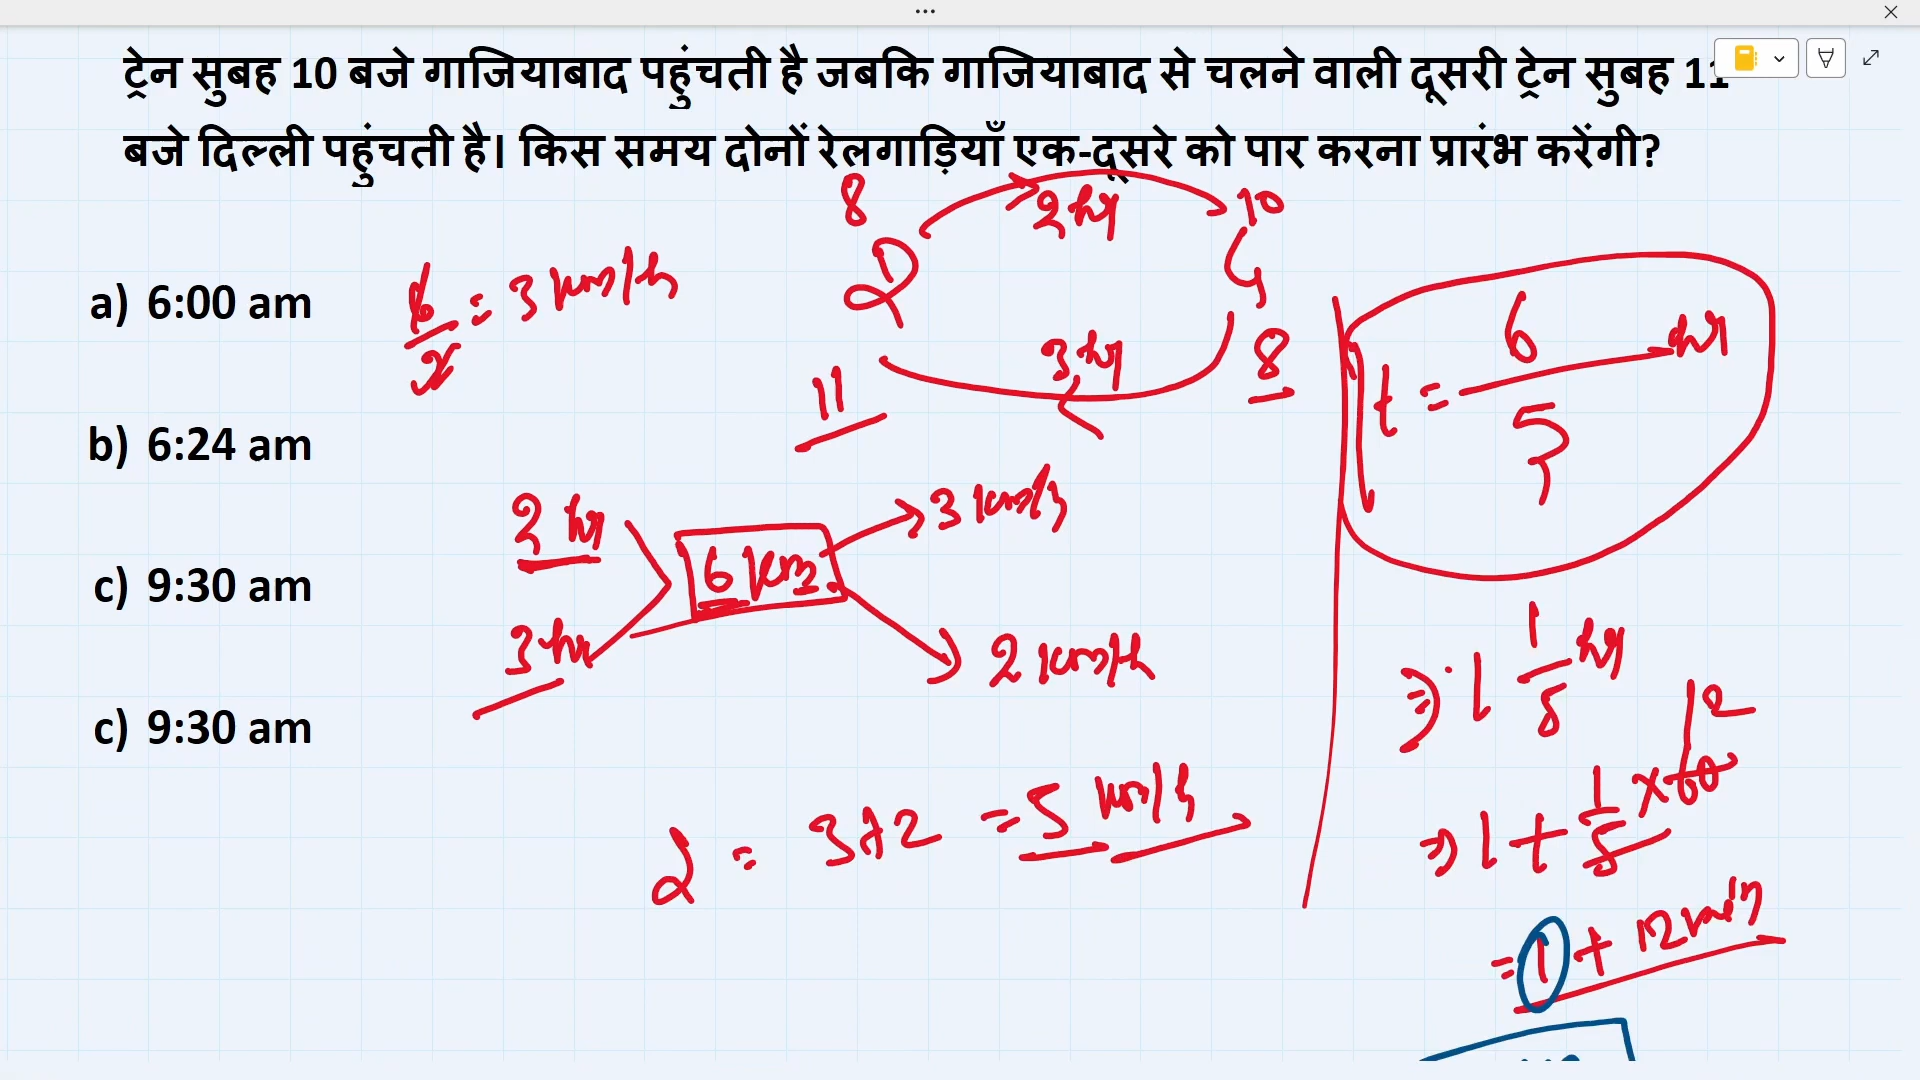 ट्रेन सुबह 10 बजे गाजियाबाद पहुंचती है जबकि गाजियाबाद से चलने वाली दूसरी ट्रेन सुबह 11
बजे दिल्ली पहुंचती है। किस समय दोनों रेलगाड़ियाँ एक-दूसरे को पार करना प्रारंभ करेंगी?
8 2 hr 10
a) 6:00 am
6/2 = 3 km/h
D G
11 3 hr 8
t = 6/5 hr
b) 6:24 am
2 hr
3 km/h
c) 9:30 am
6 km
3 hr
2 km/h
⇒ 1 1/5 hr
c) 9:30 am
= 3+2 = 5 km/h
⇒ 1 + 1/5 × 60 12
= 1 + 12 min